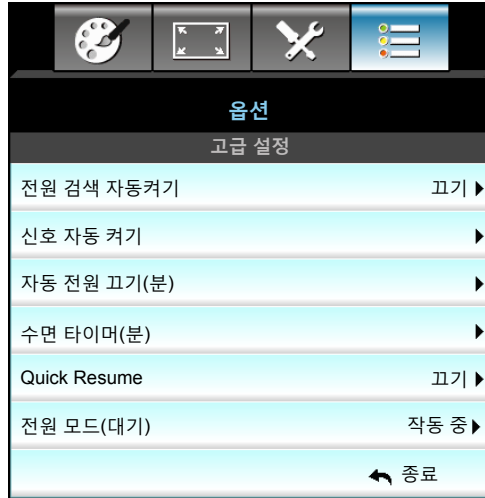 옵션
고급 설정
전원 검색 자동켜기 끄기
신호 자동 켜기
자동 전원 끄기(분)
수면 타이머(분)
Quick Resume 끄기
전원 모드(대기) 작동 중
종료